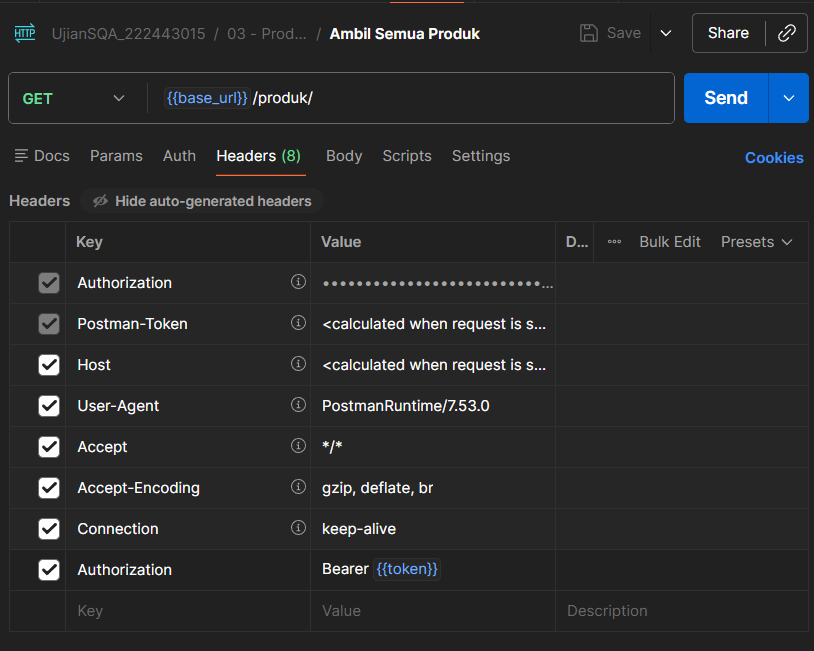 HTTP UjianSQA_222443015 / 03 - Prod... / Ambil Semua Produk Save Share
GET {{base_url}} /produk/ Send
Docs Params Auth Headers (8) Body Scripts Settings Cookies
Headers Hide auto-generated headers
Key Value D... Bulk Edit Presets
Authorization ••••••••••••••••••••••••••...
Postman-Token <calculated when request is s...
Host <calculated when request is s...
User-Agent PostmanRuntime/7.53.0
Accept */*
Accept-Encoding gzip, deflate, br
Connection keep-alive
Authorization Bearer {{token}}
Key Value Description